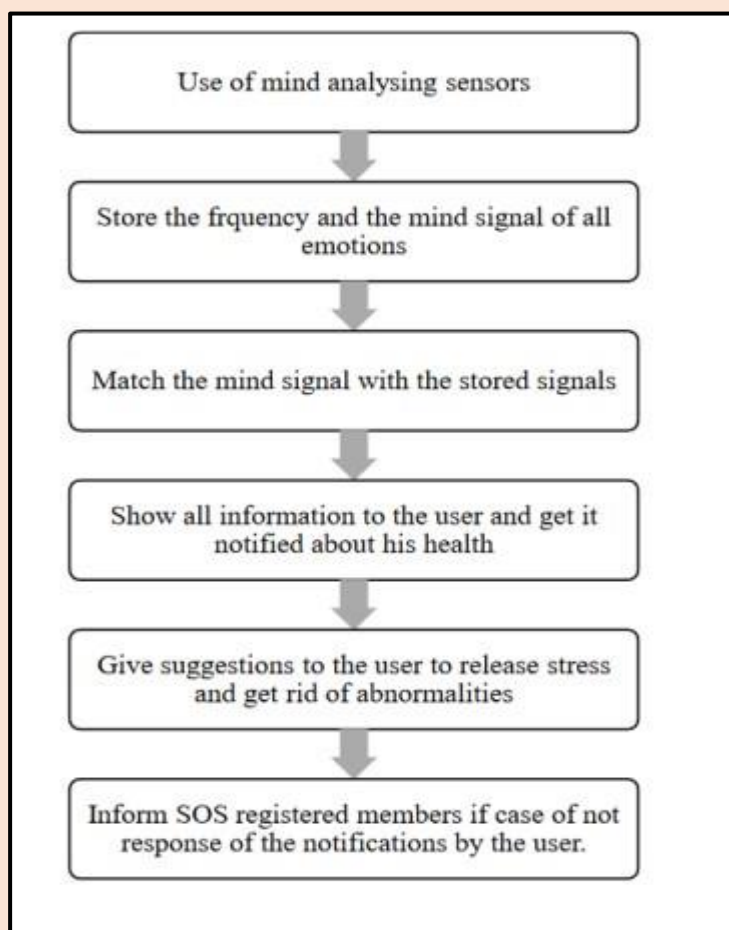 Use of mind analysing sensors
Store the frquency and the mind signal of all
emotions
Match the mind signal with the stored signals
Show all information to the user and get it
notified about his health
Give suggestions to the user to release stress
and get rid of abnormalities
Inform SOS registered members if case of not
response of the notifications by the user.